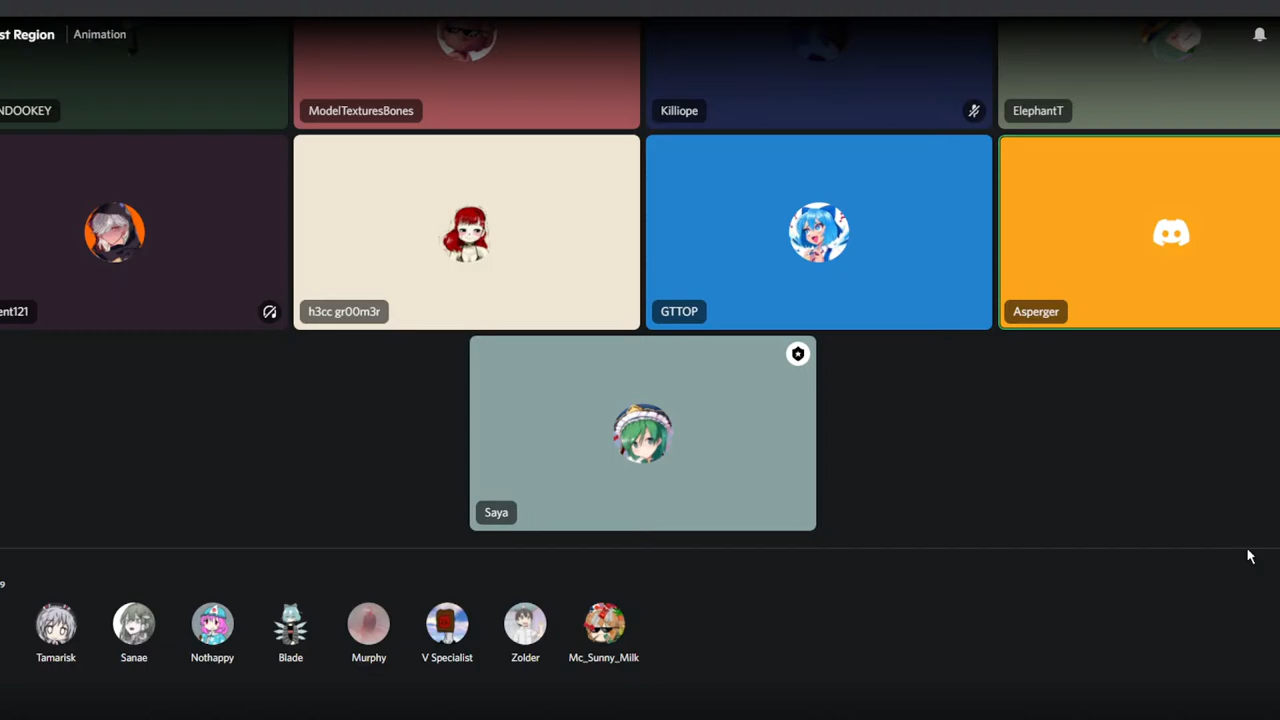 st Region
Animation
NDOOKEY
ModelTexturesBones
Killiope
ElephantT
ent121
h3cc gr00m3r
GTTOP
Asperger
Saya
9
Tamarisk
Sanae
Nothappy
Blade
Murphy
V Specialist
Zolder
Mc_Sunny_Milk